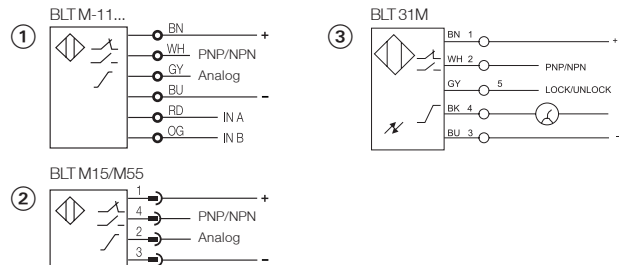 BLT M-11...
1
BN +
WH PNP/NPN
GY Analog
BU –
RD IN A
OG IN B
BLT M15/M55
2
1 +
4 PNP/NPN
2 Analog
3 –
BLT 31M
3
BN 1 +
WH 2 PNP/NPN
GY 5 LOCK/UNLOCK
BK 4
BU 3 –